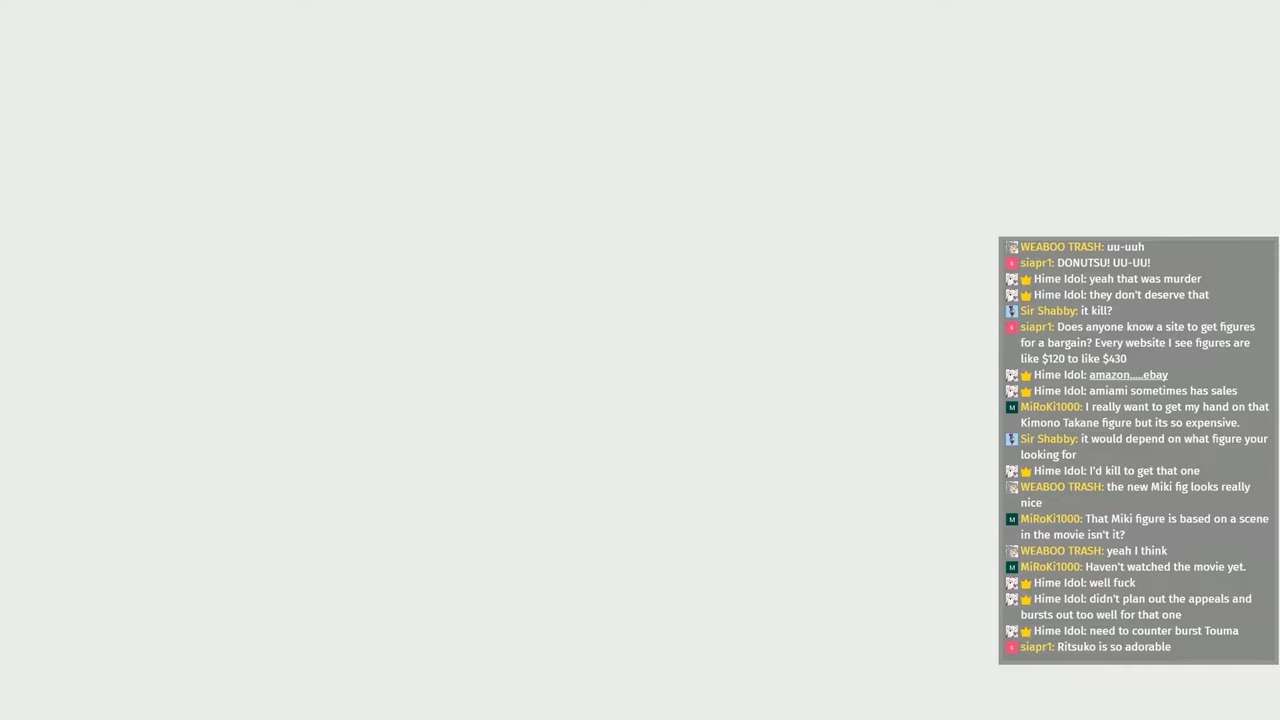 WEABOO TRASH: uu-uuh
siapr1: DONUTSU! UU-UU!
Hime Idol: yeah that was murder
Hime Idol: they don't deserve that
Sir Shabby: it kill?
siapr1: Does anyone know a site to get figures
for a bargain? Every website I see figures are
like $120 to like $430
Hime Idol: amazon.....ebay
Hime Idol: amiami sometimes has sales
MiRoKi1000: I really want to get my hand on that
Kimono Takane figure but its so expensive.
Sir Shabby: it would depend on what figure your
looking for
Hime Idol: I'd kill to get that one
WEABOO TRASH: the new Miki fig looks really
nice
MiRoKi1000: That Miki figure is based on a scene
in the movie isn't it?
WEABOO TRASH: yeah I think
MiRoKi1000: Haven't watched the movie yet.
Hime Idol: well fuck
Hime Idol: didn't plan out the appeals and
bursts out too well for that one
Hime Idol: need to counter burst Touma
siapr1: Ritsuko is so adorable